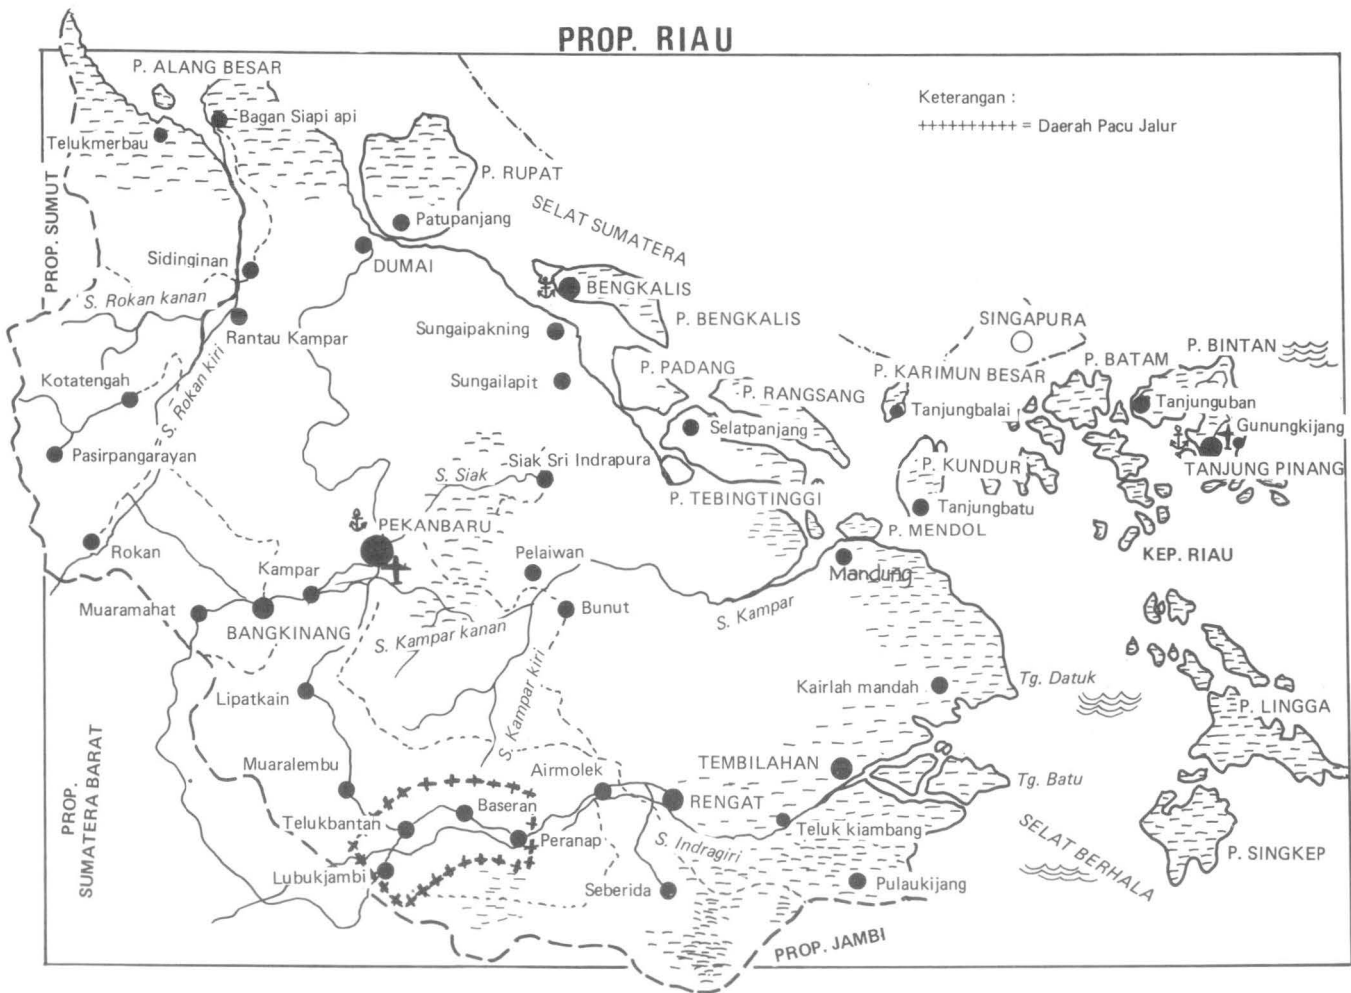 PROP. RIAU
P. ALANG BESAR
Keterangan :
++++++++++ = Daerah Pacu Jalur
Bagan Siapi api
Telukmerbau
P. RUPAT
PROP. SUMUT
SELAT SUMATERA
Patupanjang
Sidinginan
DUMAI
BENGKALIS
S. Rokan kanan
Rantau Kampar
Sungaipakning
P. BENGKALIS
SINGAPURA
P. BINTAN
P. PADANG
P. BATAM
P. KARIMUN BESAR
Kotatengah
S. Rokan kiri
Sungailapit
P. RANGSANG
Tanjungbalai
Tanjunguban
Selatpanjang
Gunungkijang
Pasirpangarayan
S. Siak
Siak Sri Indrapura
P. KUNDUR
TANJUNG PINANG
P. TEBINGTINGGI
Tanjungbatu
PEKANBARU
P. MENDOL
Rokan
Pelaiwan
KEP. RIAU
Kampar
Mandung
Muaramahat
BANGKINANG
S. Kampar kanan
Bunut
S. Kampar
Lipatkain
S. Kampar kiri
Kairlah mandah
Tg. Datuk
P. LINGGA
Muaralembu
Airmolek
TEMBILAHAN
Tg. Batu
PROP.
SUMATERA BARAT
Baseran
RENGAT
Telukbantan
Peranap
S. Indragiri
Teluk kiambang
SELAT BERHALA
P. SINGKEP
Lubukjambi
Seberida
Pulaukijang
PROP. JAMBI